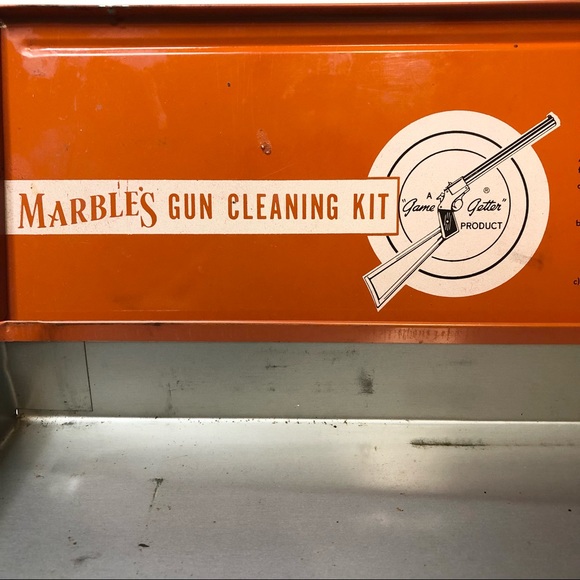 MARBLE'S GUN CLEANING KIT
A
"Game Getter" ®
PRODUCT